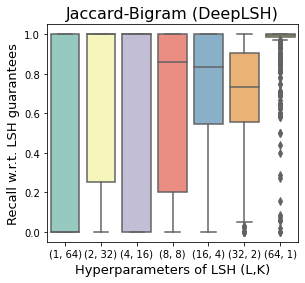 Jaccard-Bigram (DeepLSH)
Recall w.r.t. LSH guarantees
1.0
0.8
0.6
0.4
0.2
0.0
(1, 64) (2, 32) (4, 16) (8, 8) (16, 4) (32, 2) (64, 1)
Hyperparameters of LSH (L,K)